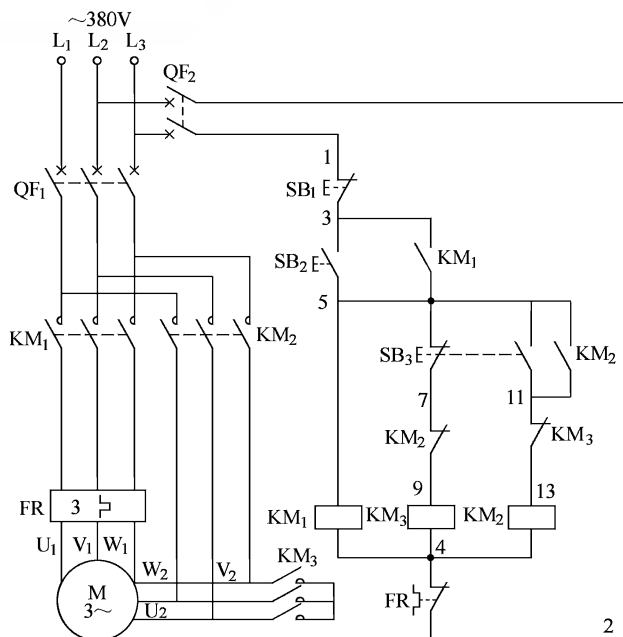 ~380V
L1 L2 L3
QF2
1
QF1
SB1
3
SB2
KM1
5
KM1
KM2
SB3
KM2
7
11
KM2
KM3
9
13
FR
3
KM1
KM3
KM2
U1
V1
W1
4
W2
V2
KM3
M
3~
U2
FR
2